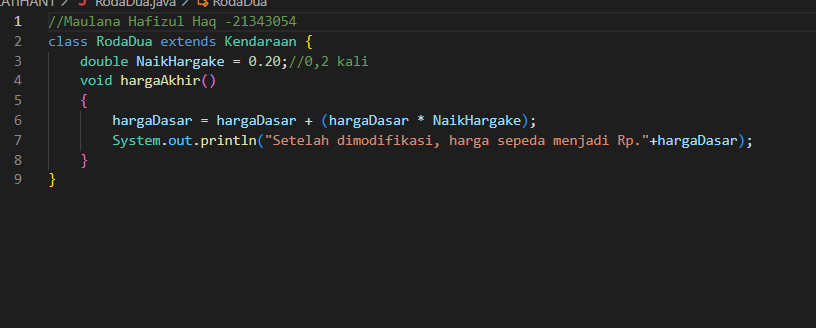 RodaDua.java > RodaDua
1 //Maulana Hafizul Haq -21343054
2 class RodaDua extends Kendaraan {
3     double NaikHargake = 0.20;//0,2 kali
4     void hargaAkhir()
5     {
6         hargaDasar = hargaDasar + (hargaDasar * NaikHargake);
7         System.out.println("Setelah dimodifikasi, harga sepeda menjadi Rp."+hargaDasar);
8     }
9 }